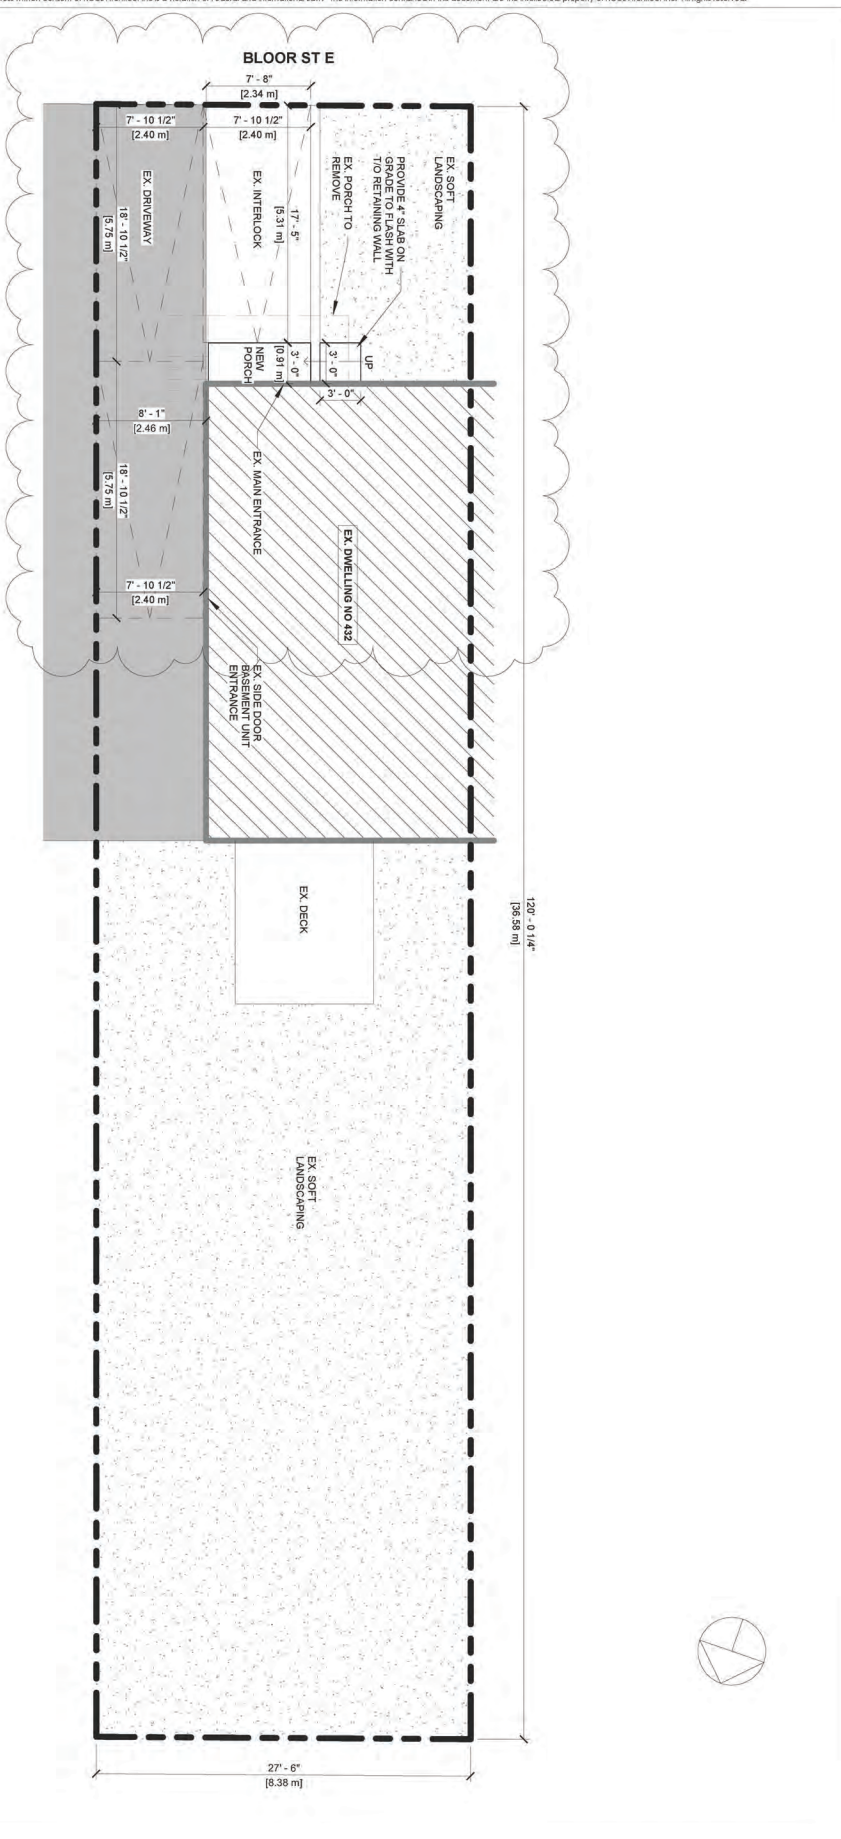 BLOOR ST E
7' - 8"
[2.34 m]
7' - 10 1/2"
[2.40 m]
7' - 10 1/2"
[2.40 m]
EX. DRIVEWAY
18' - 10 1/2"
[5.75 m]
EX. INTERLOCK
17' - 5"
[5.31 m]
EX. PORCH TO
REMOVE
PROVIDE 4" SLAB ON
GRADE TO FLASH WITH
T/O RETAINING WALL
EX. SOFT
LANDSCAPING
NEW
PORCH
3' - 0"
[0.91 m]
3' - 0"
UP
3' - 0"
8' - 1"
[2.46 m]
18' - 10 1/2"
[5.75 m]
EX. MAIN ENTRANCE
EX. DWELLING NO 432
7' - 10 1/2"
[2.40 m]
EX. SIDE DOOR
BASEMENT UNIT
ENTRANCE
EX. DECK
120' - 0 1/4"
[36.58 m]
EX. SOFT
LANDSCAPING
27' - 6"
[8.38 m]